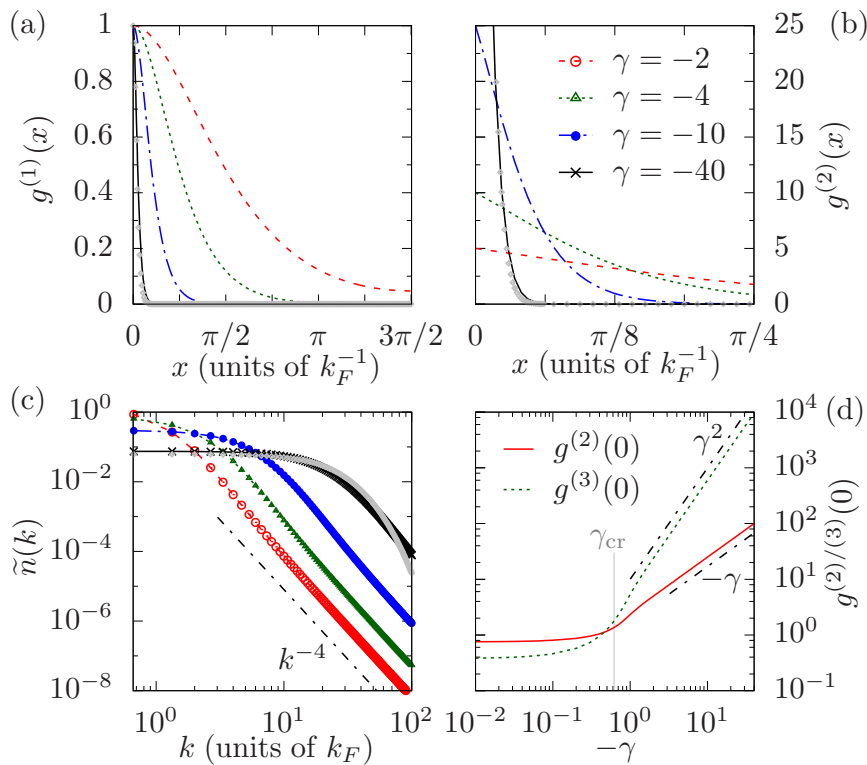 (a)
g^(1)(x)
1
0.8
0.6
0.4
0.2
0
0
π/2
π
3π/2
x (units of k_F^−1)
(b)
γ = −2
γ = −4
γ = −10
γ = −40
25
20
15
10
5
0
g^(2)(x)
0
π/8
π/4
x (units of k_F^−1)
(c)
ñ(k)
10^0
10^−2
10^−4
10^−6
10^−8
k^−4
10^0
10^1
10^2
k (units of k_F)
(d)
g^(2)(0)
g^(3)(0)
γ_cr
γ^2
−γ
10^4
10^3
10^2
10^1
10^0
10^−1
g^(2)/(3)(0)
10^−2
10^−1
10^0
10^1
−γ